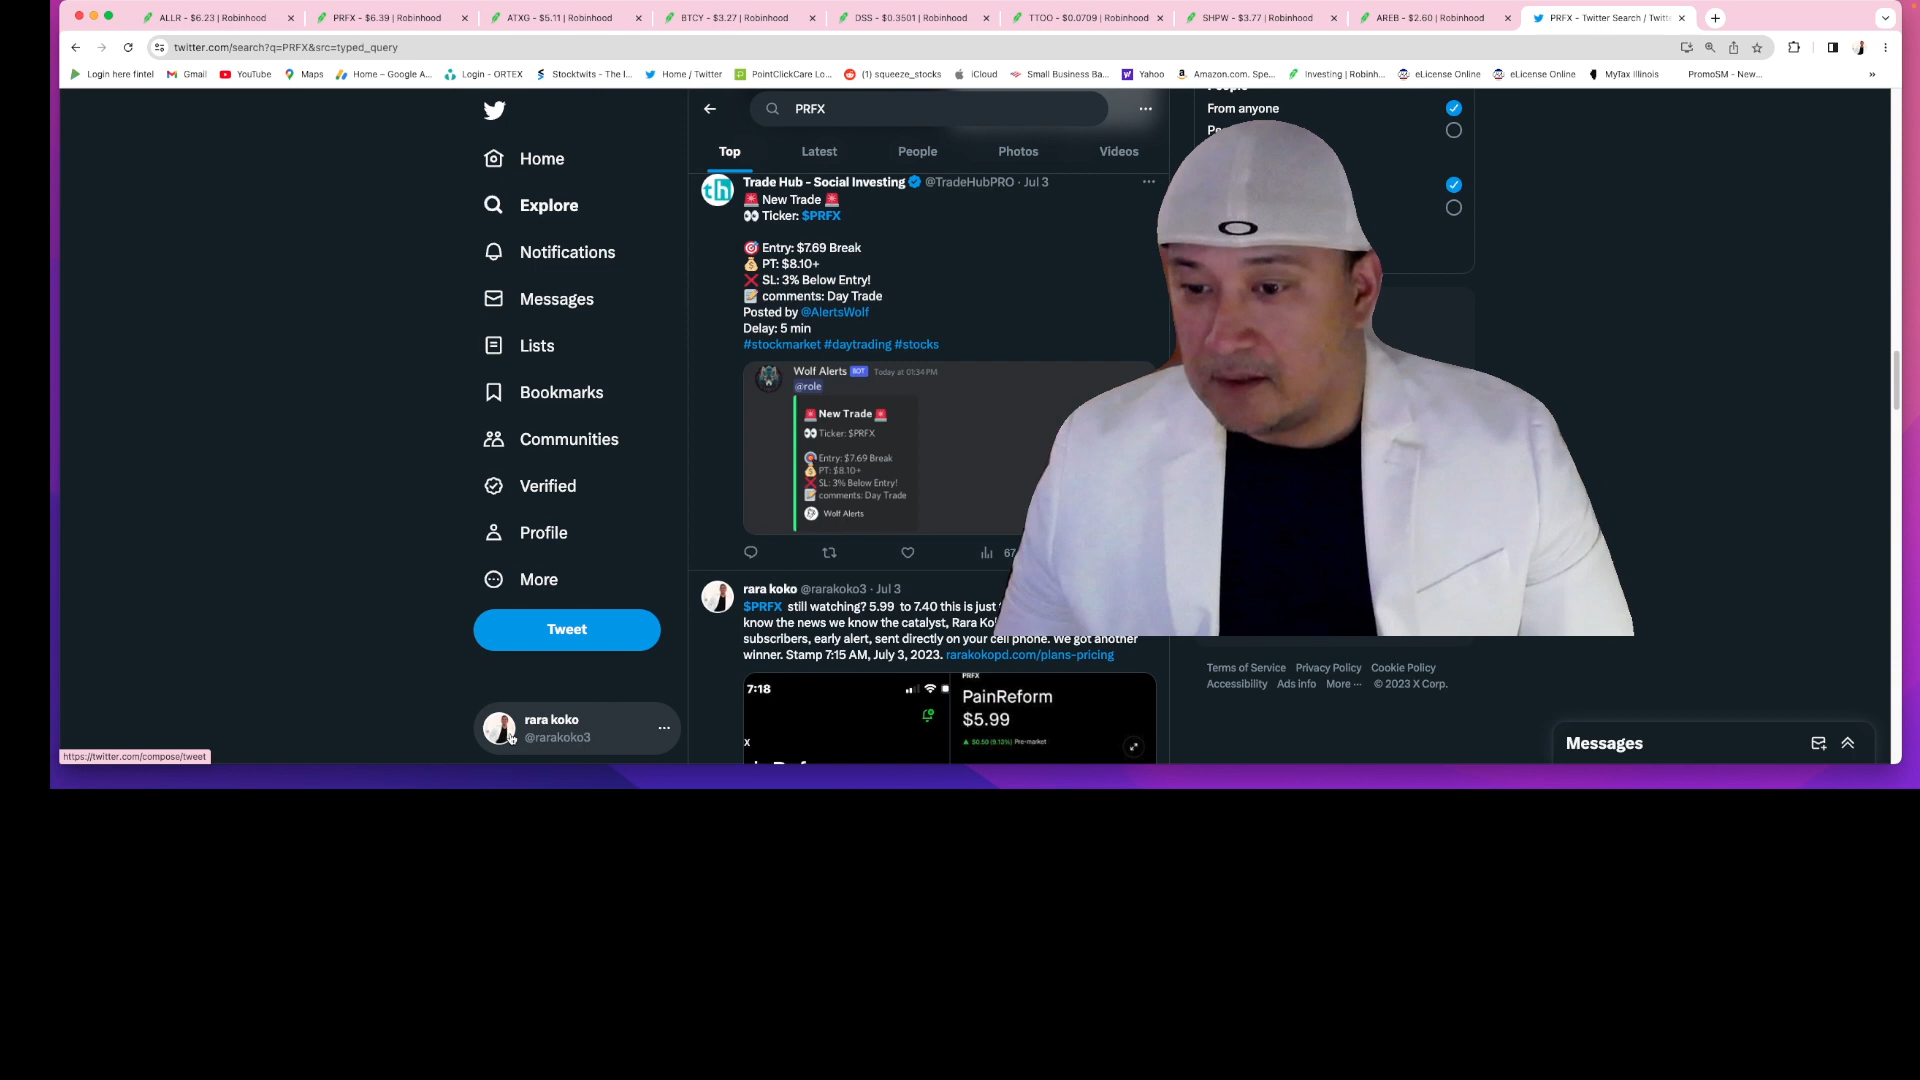 ALLR - $6.23 | Robinhood
PRFX - $6.39 | Robinhood
ATXG - $5.11 | Robinhood
BTCY - $3.27 | Robinhood
DSS - $0.3501 | Robinhood
TTOO - $0.0709 | Robinhood
SHPW - $3.77 | Robinhood
AREB - $2.60 | Robinhood
PRFX - Twitter Search / Twitt
twitter.com/search?q=PRFX&src=typed_query
Login here fintel
Gmail
YouTube
Maps
Home – Google A...
Login - ORTEX
Stocktwits - The l...
Home / Twitter
PointClickCare Lo...
(1) squeeze_stocks
iCloud
Small Business Ba...
Yahoo
Amazon.com. Spe...
Investing | Robinh...
eLicense Online
eLicense Online
MyTax Illinois
PromoSM - New...
»
PRFX
Top
Latest
People
Photos
Videos
Home
Explore
Notifications
Messages
Lists
Bookmarks
Communities
Verified
Profile
More
Tweet
rara koko
@rarakoko3
https://twitter.com/compose/tweet
Trade Hub - Social Investing @TradeHubPRO · Jul 3
🚨 New Trade 🚨
👀 Ticker: $PRFX
🎯 Entry: $7.69 Break
💰 PT: $8.10+
❌ SL: 3% Below Entry!
📝 comments: Day Trade
Posted by @AlertsWolf
Delay: 5 min
#stockmarket #daytrading #stocks
Wolf Alerts BOT Today at 01:34 PM
@role
🚨 New Trade 🚨
👀 Ticker: $PRFX
🎯 Entry: $7.69 Break
💰 PT: $8.10+
❌ SL: 3% Below Entry!
📝 comments: Day Trade
Wolf Alerts
67
rara koko @rarakoko3 · Jul 3
$PRFX still watching? 5.99 to 7.40 this is just
know the news we know the catalyst, Rara Ko
subscribers, early alert, sent directly on your cell phone. We got another
winner. Stamp 7:15 AM, July 3, 2023. rarakokopd.com/plans-pricing
7:18
X
PRFX
PainReform
$5.99
▲ $0.50 (9.13%) Pre-market
People
From anyone
Terms of Service Privacy Policy Cookie Policy
Accessibility Ads info More ··· © 2023 X Corp.
Messages